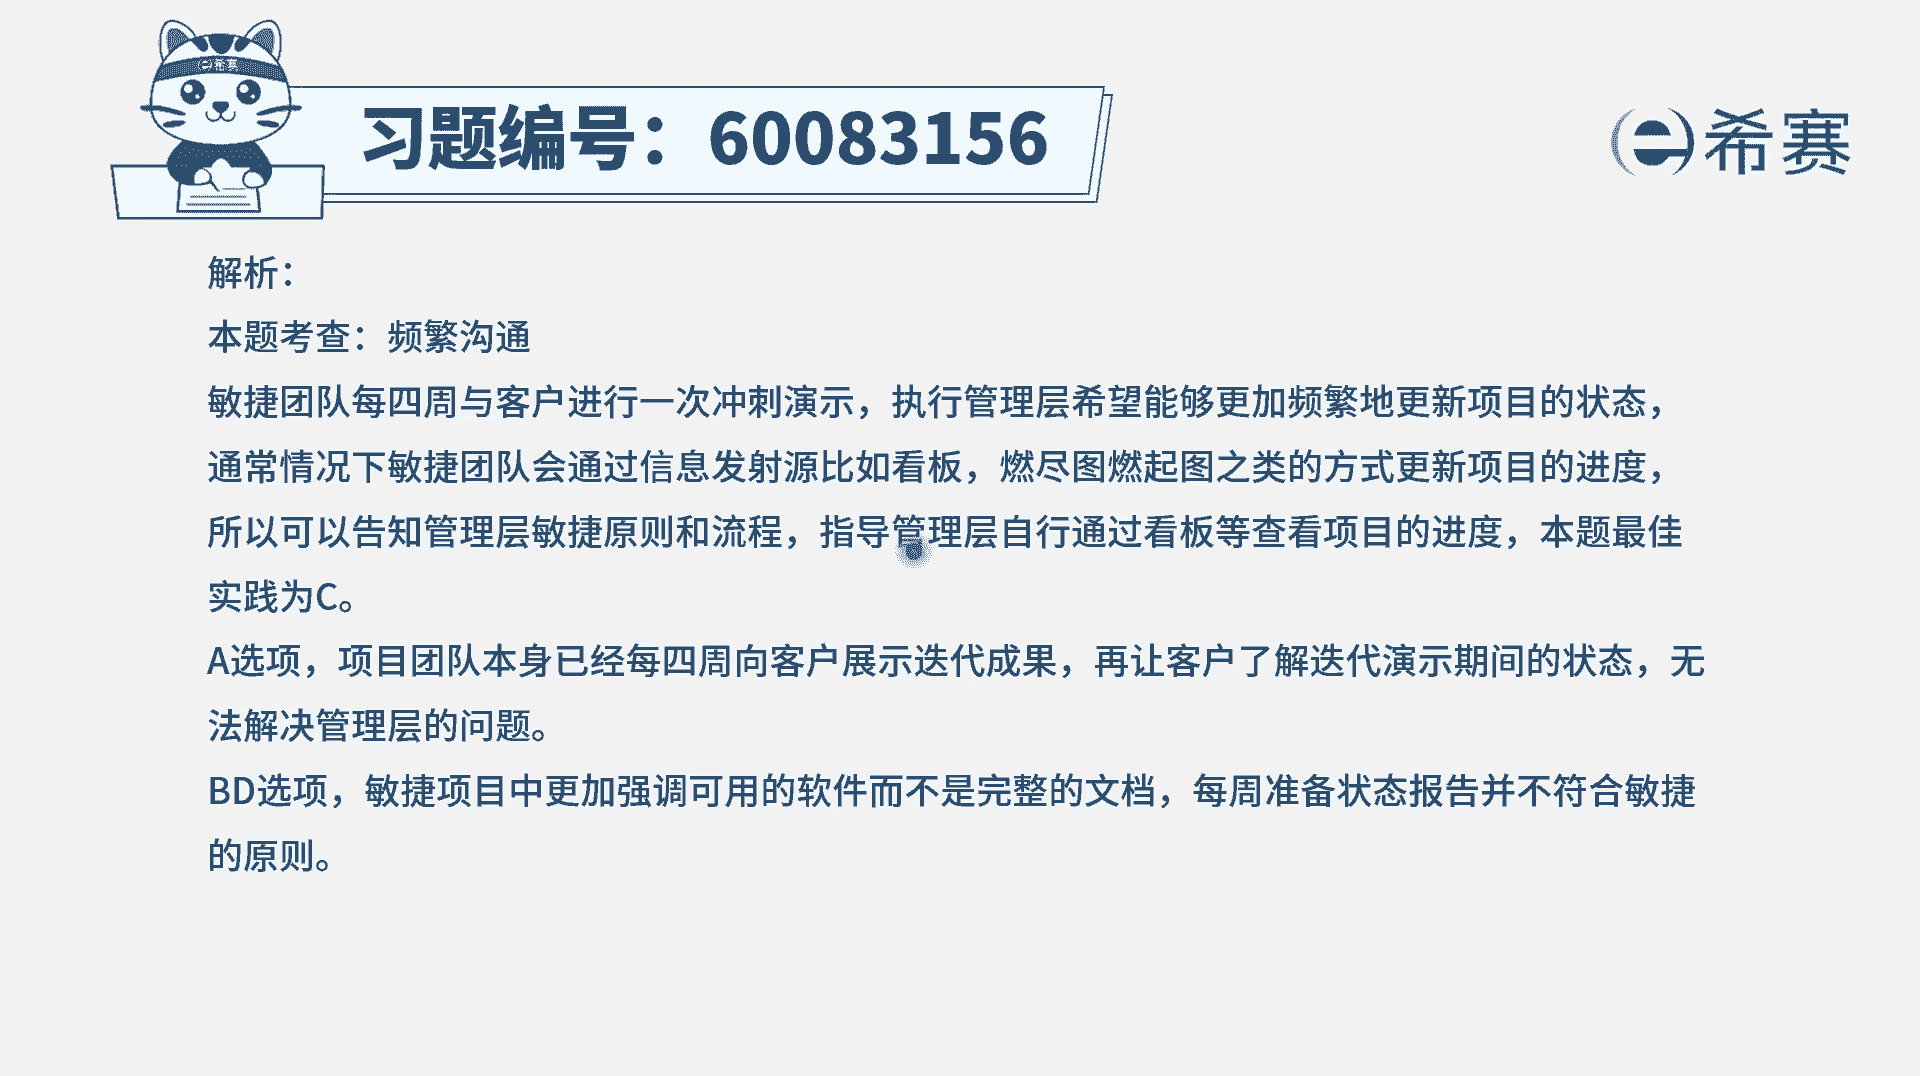 e希赛
习题编号：60083156
e希赛
解析：
本题考查：频繁沟通
敏捷团队每四周与客户进行一次冲刺演示，执行管理层希望能够更加频繁地更新项目的状态，
通常情况下敏捷团队会通过信息发射源比如看板，燃尽图燃起图之类的方式更新项目的进度，
所以可以告知管理层敏捷原则和流程，指导管理层自行通过看板等查看项目的进度，本题最佳
实践为C。
A选项，项目团队本身已经每四周向客户展示迭代成果，再让客户了解迭代演示期间的状态，无
法解决管理层的问题。
BD选项，敏捷项目中更加强调可用的软件而不是完整的文档，每周准备状态报告并不符合敏捷
的原则。